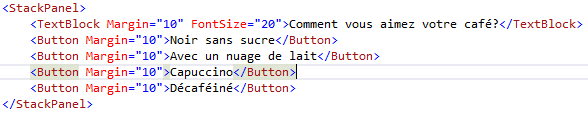 <StackPanel>
<TextBlock Margin="10" FontSize="20">Comment vous aimez votre café?</TextBlock>
<Button Margin="10">Noir sans sucre</Button>
<Button Margin="10">Avec un nuage de lait</Button>
<Button Margin="10">Capuccino</Button>
<Button Margin="10">Décaféiné</Button>
</StackPanel>